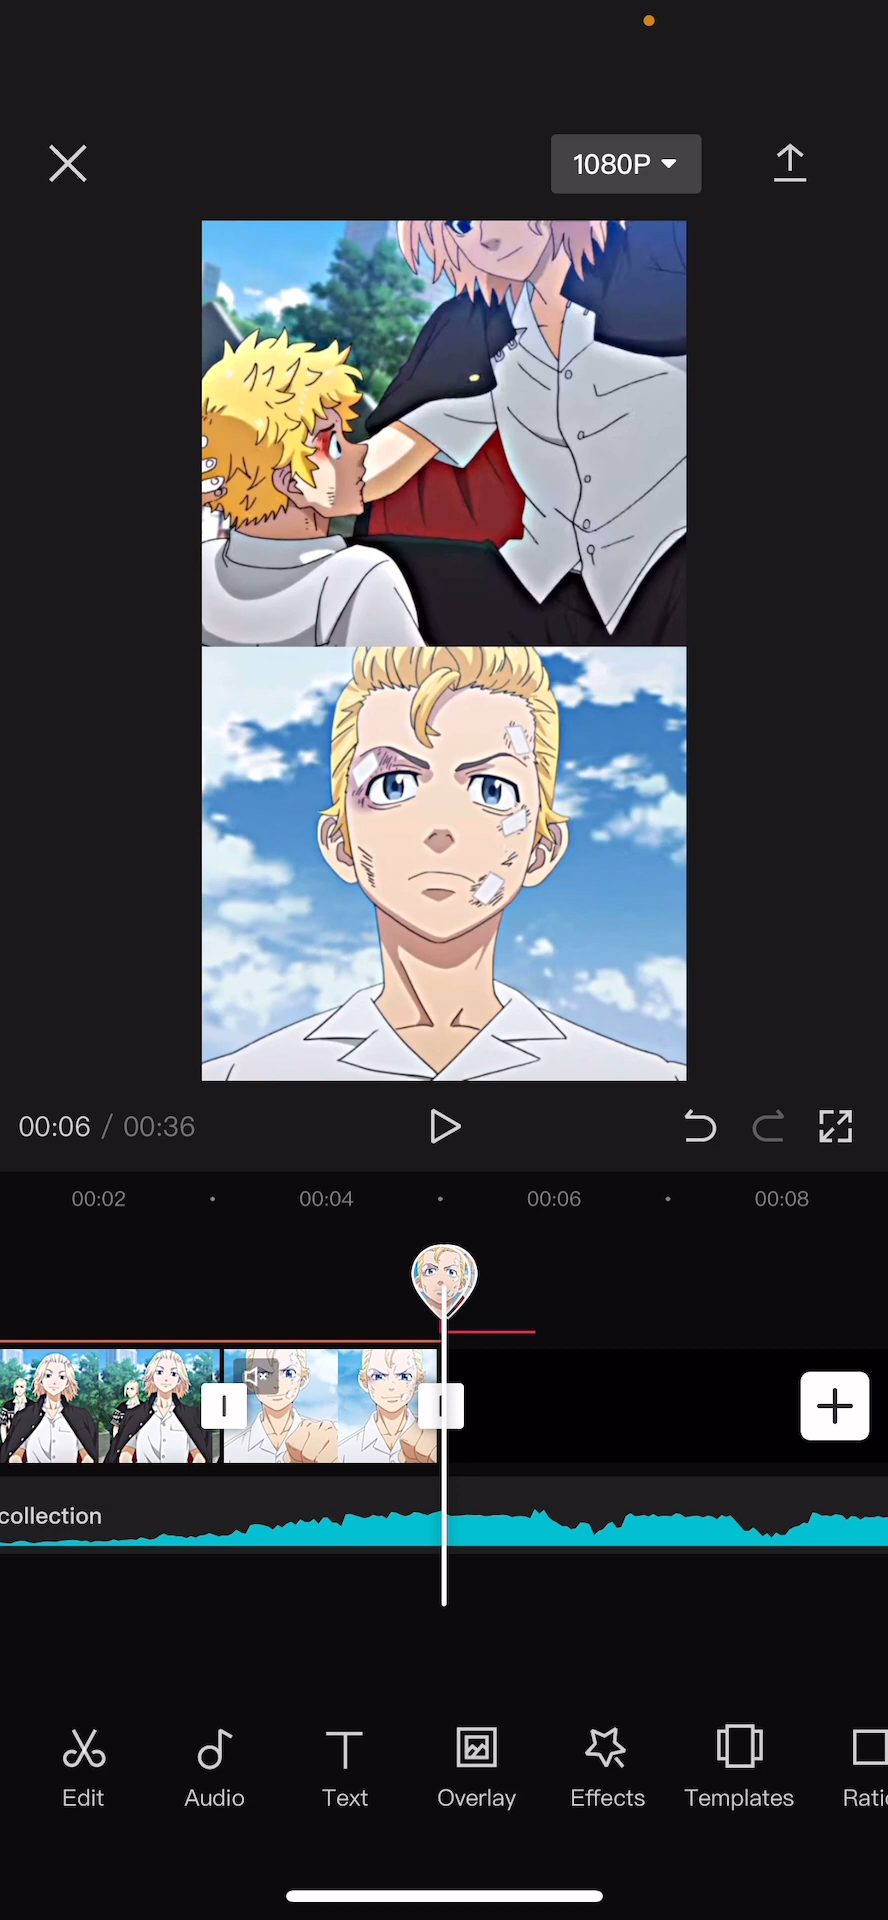 1080P
00:06 / 00:36
00:02 00:04 00:06 00:08
collection
Edit Audio Text Overlay Effects Templates Ratio